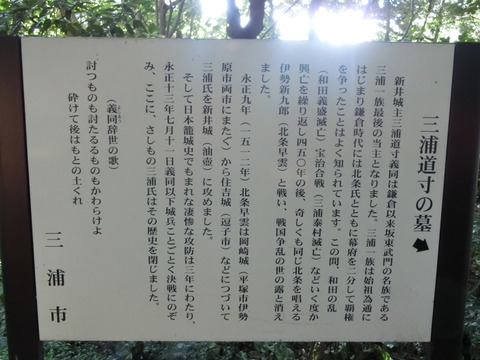 三浦道寸の墓
新井城主三浦道寸義同は鎌倉以来坂東武門の名族である
三浦一族最後の当主となりました。三浦一族は始祖為通に
はじまり鎌倉時代には北条氏とともに幕府を二分して覇権
を争ったことはよく知られています。この間、和田の乱
(和田義盛滅亡)宝治合戦(三浦泰村滅亡)などいく度か
興亡を繰り返し四五〇年の後、奇しくも同じ北条を唱える
伊勢新九郎(北条早雲)と戦い、戦国争乱の世の露と消え
ました。
永正九年(一五一二年)北条早雲は岡崎城(平塚市伊勢
原市両市にまたぐ)から住吉城(逗子市)などにつづいて
三浦氏を新井城(油壺)に攻めました。
そして日本籠城史でもまれな凄惨な攻防は三年にわたり、
永正十三年七月十一日義同以下城兵ことごとく決戦にのぞ
み、ここに、さしもの三浦氏はその歴史を閉じました。
(義同辞世の歌)
討つものも討たるるものもかわらけよ
砕けて後はもとの土くれ
三浦市